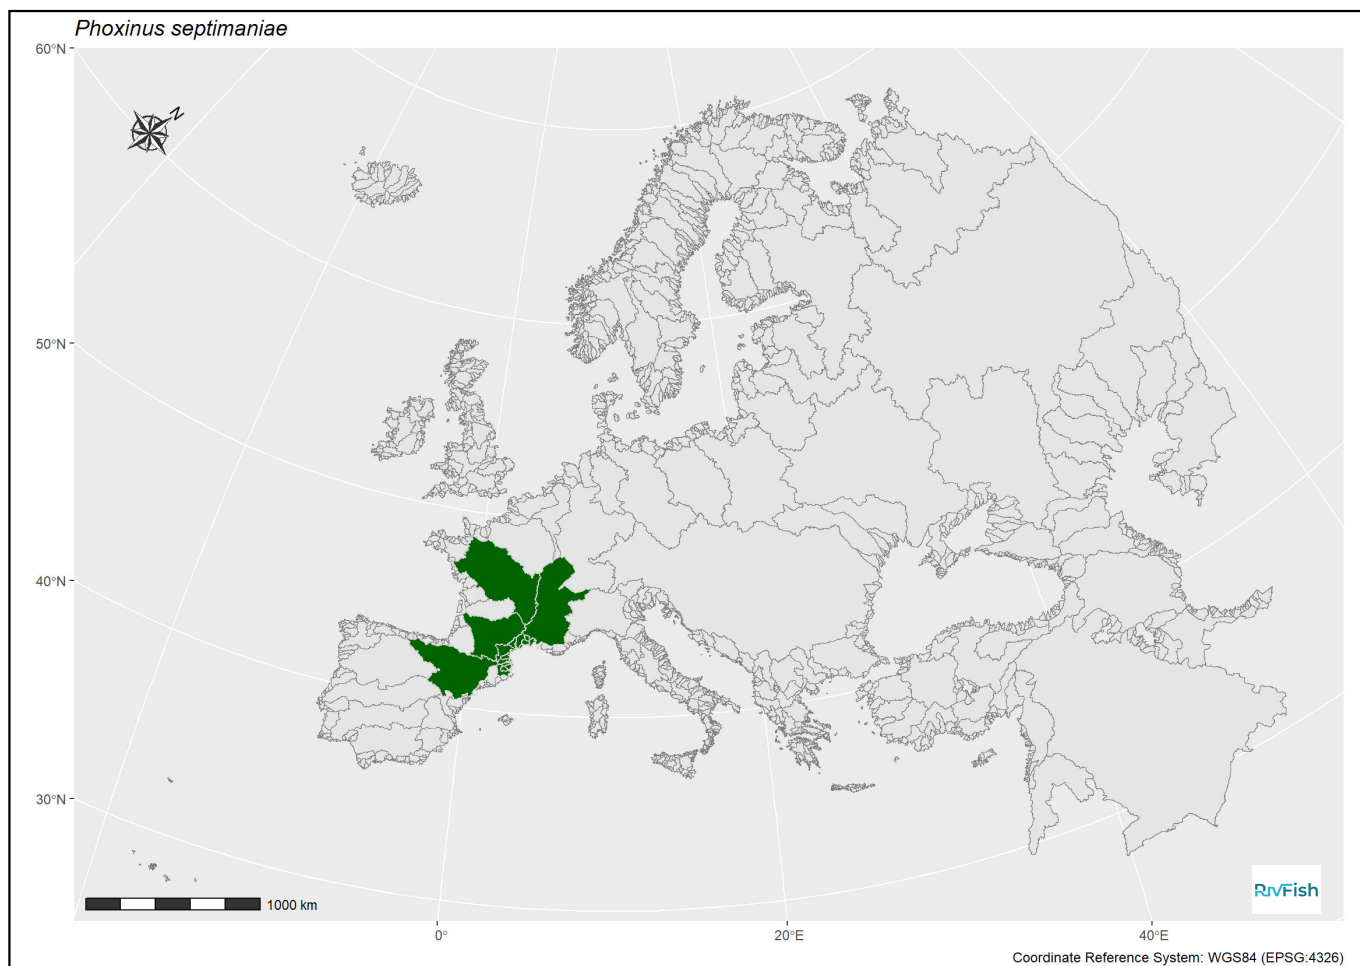 Phoxinus septimaniae
60°N
N
50°N
40°N
30°N
1000 km
RivFish
0°
20°E
40°E
Coordinate Reference System: WGS84 (EPSG:4326)